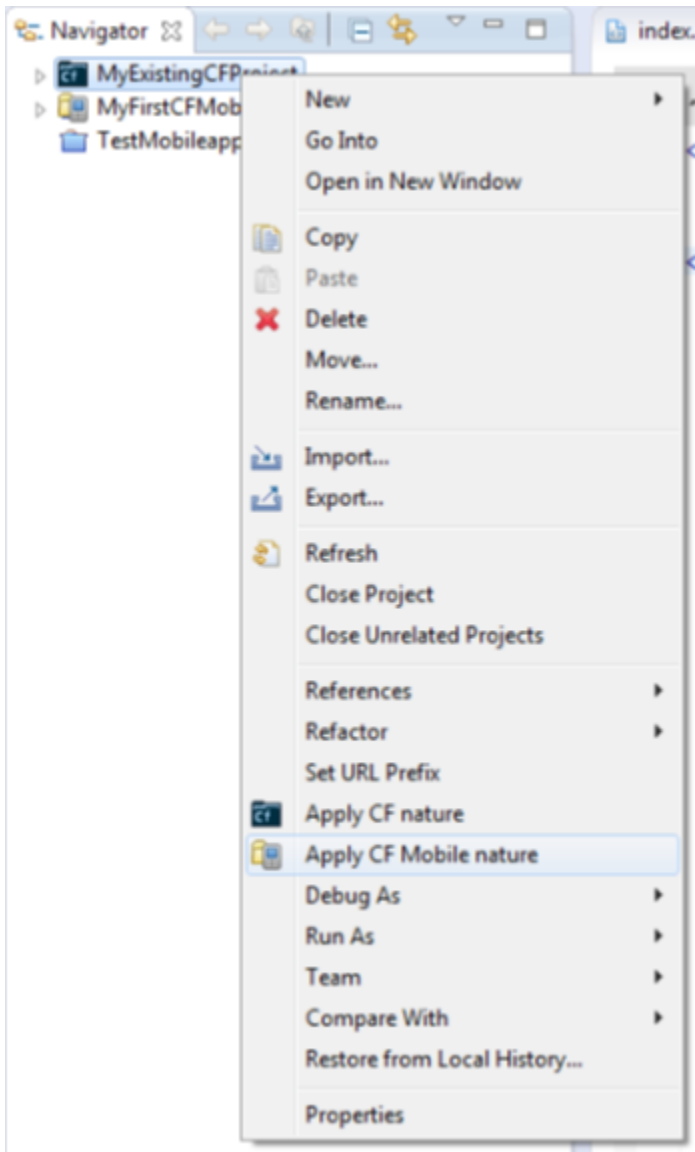 Navigator
index.
MyExistingCFProject
MyFirstCFMob
TestMobileapp
New
Go Into
Open in New Window
Copy
Paste
Delete
Move...
Rename...
Import...
Export...
Refresh
Close Project
Close Unrelated Projects
References
Refactor
Set URL Prefix
Cf Apply CF nature
Apply CF Mobile nature
Debug As
Run As
Team
Compare With
Restore from Local History...
Properties